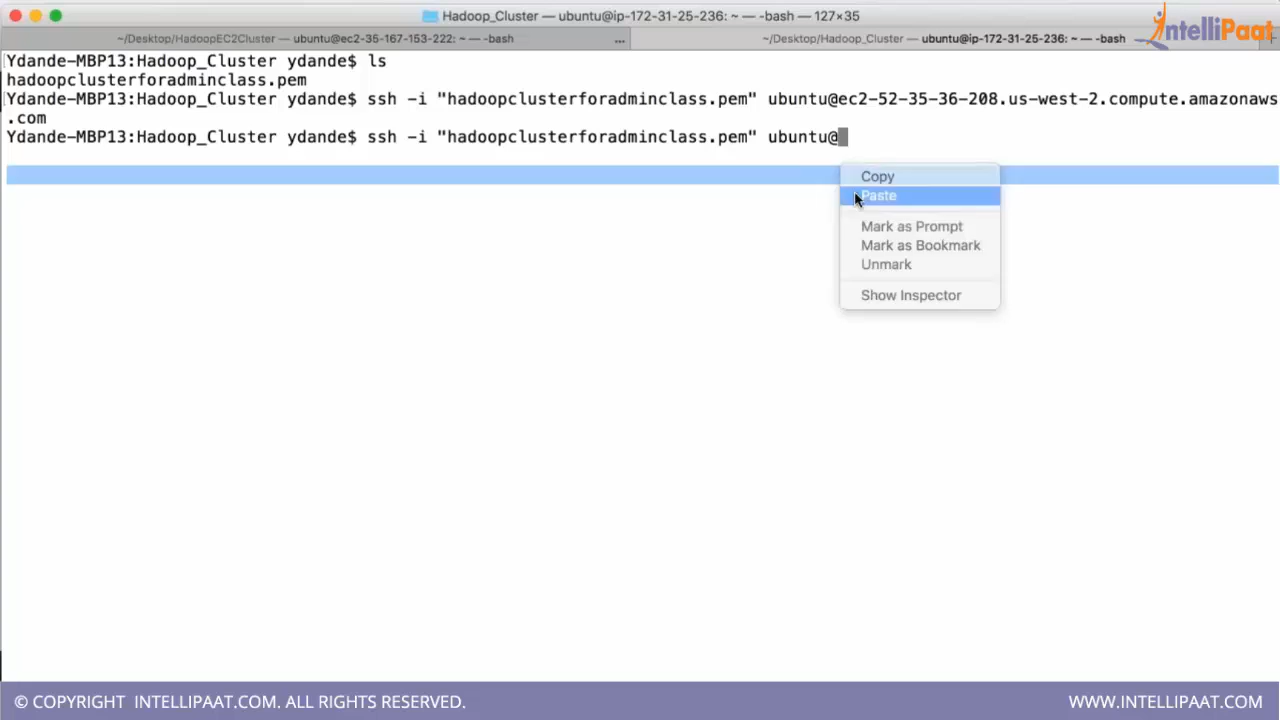 Hadoop_Cluster — ubuntu@ip-172-31-25-236: ~ — -bash — 127×35
~/Desktop/HadoopEC2Cluster — ubuntu@ec2-35-167-153-222: ~ — -bash ...
~/Desktop/Hadoop_Cluster — ubuntu@ip-172-31-25-236: ~ — -bash
IntelliPaat
Ydande-MBP13:Hadoop_Cluster ydande$ ls
hadoopclusterforadminclass.pem
Ydande-MBP13:Hadoop_Cluster ydande$ ssh -i "hadoopclusterforadminclass.pem" ubuntu@ec2-52-35-36-208.us-west-2.compute.amazonaws
.com
Ydande-MBP13:Hadoop_Cluster ydande$ ssh -i "hadoopclusterforadminclass.pem" ubuntu@
Copy
Paste
Mark as Prompt
Mark as Bookmark
Unmark
Show Inspector
© COPYRIGHT INTELLIPAAT.COM. ALL RIGHTS RESERVED.
WWW.INTELLIPAAT.COM